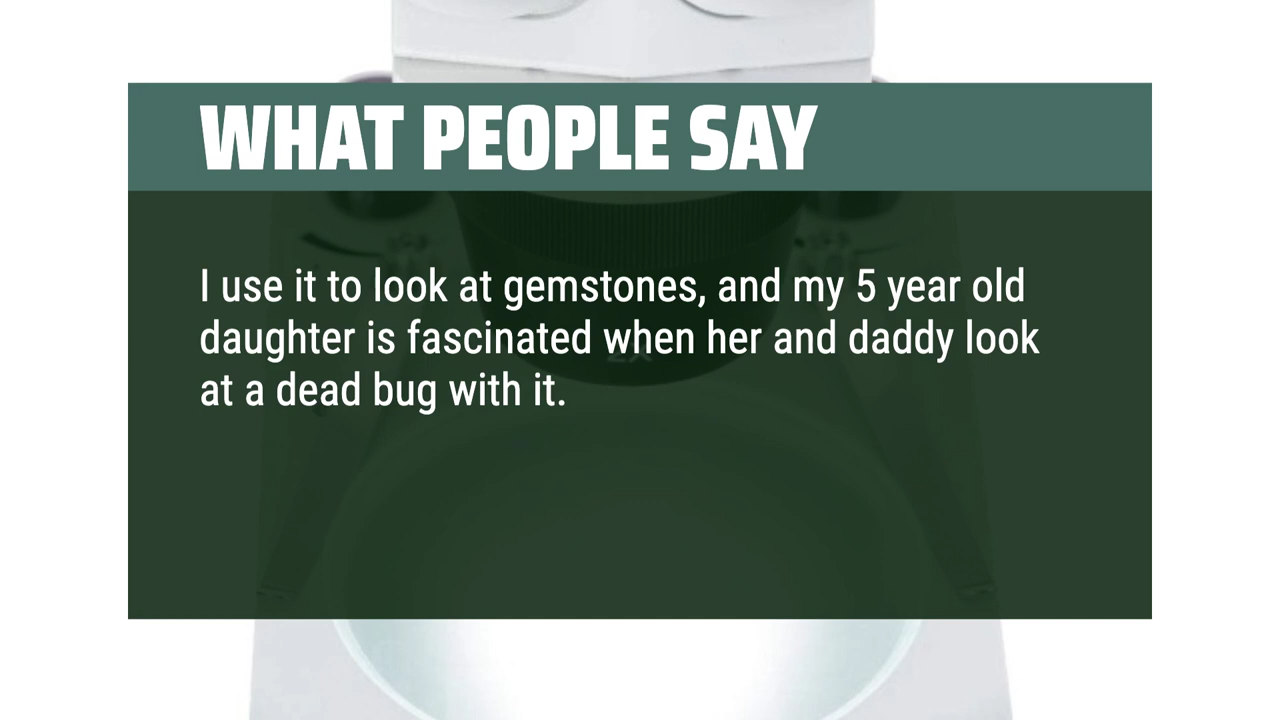 WHAT PEOPLE SAY
I use it to look at gemstones, and my 5 year old
daughter is fascinated when her and daddy look
at a dead bug with it.